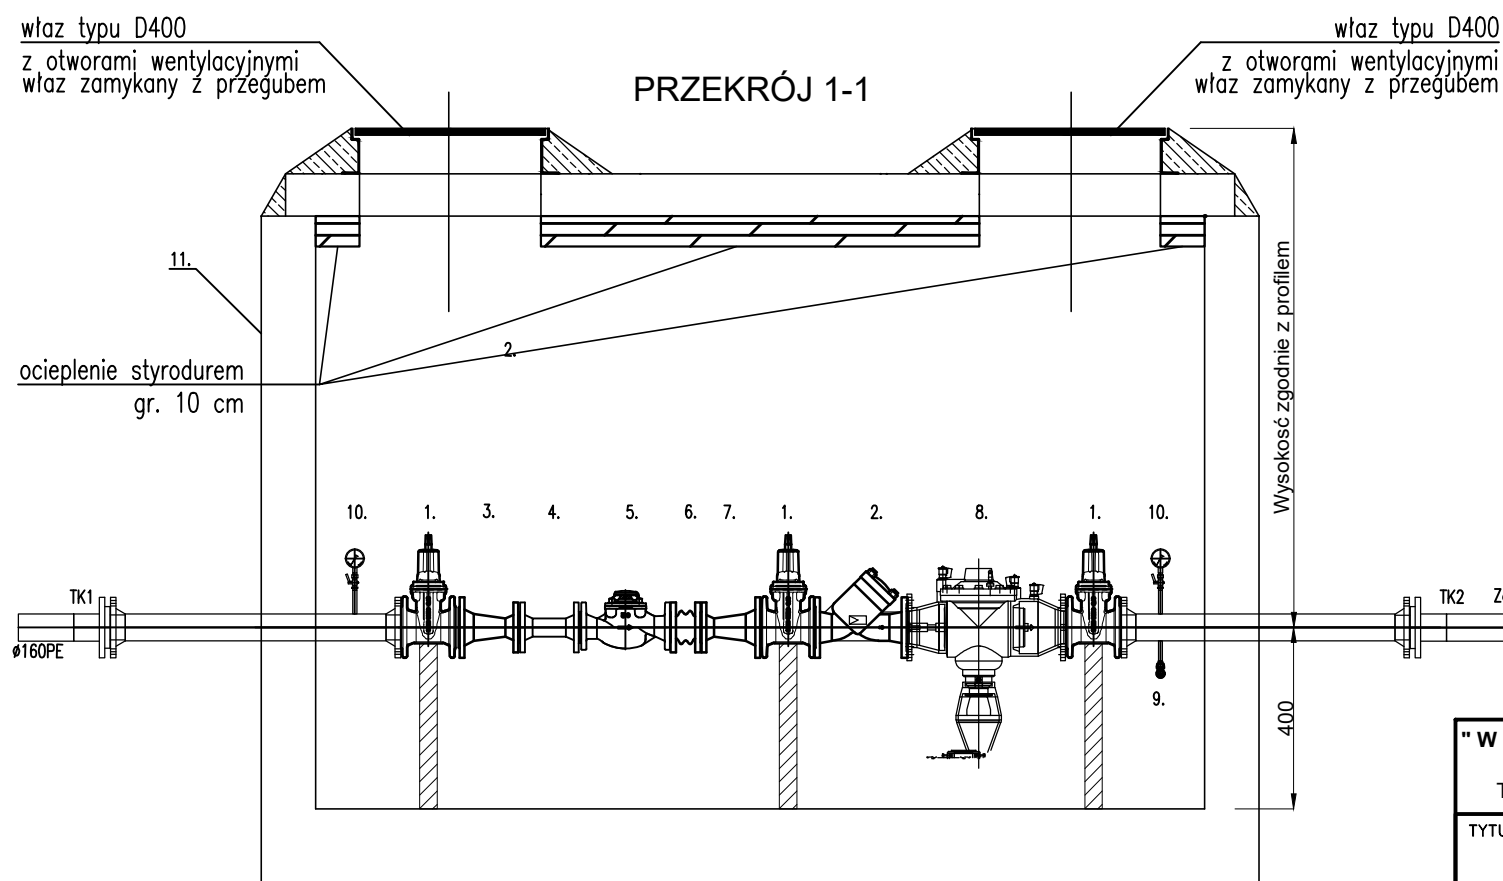 właz typu D400
z otworami wentylacyjnymi
właz zamykany z przegubem
PRZEKRÓJ 1-1
właz typu D400
z otworami wentylacyjnymi
właz zamykany z przegubem
11.
2.
ocieplenie styrodurem
gr. 10 cm
Wysokość zgodnie z profilem
10.
1.
3.
4.
5.
6.
7.
1.
2.
8.
1.
10.
TK1
TK2
ø160PE
9.
400
"W
TYTU